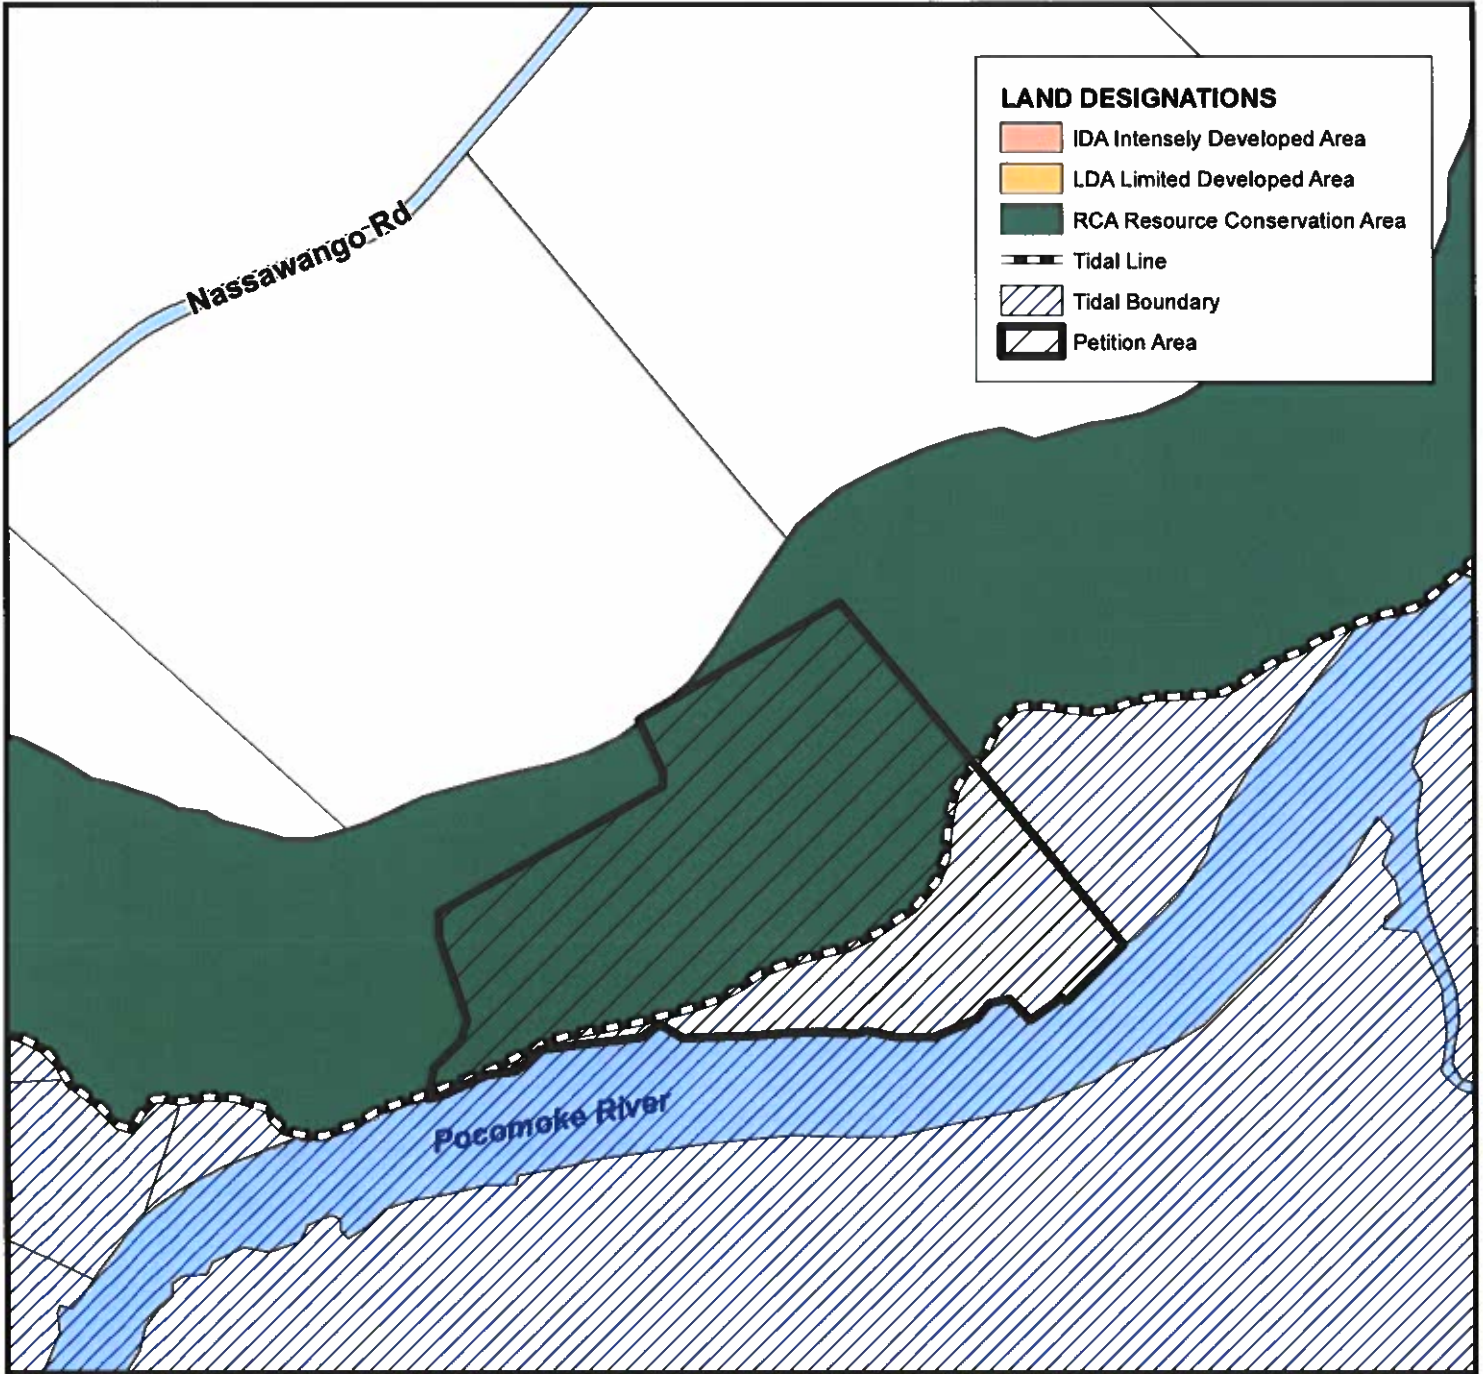 LAND DESIGNATIONS
IDA Intensely Developed Area
LDA Limited Developed Area
RCA Resource Conservation Area
Tidal Line
Tidal Boundary
Petition Area
Nassawango Rd
Pocomoke River